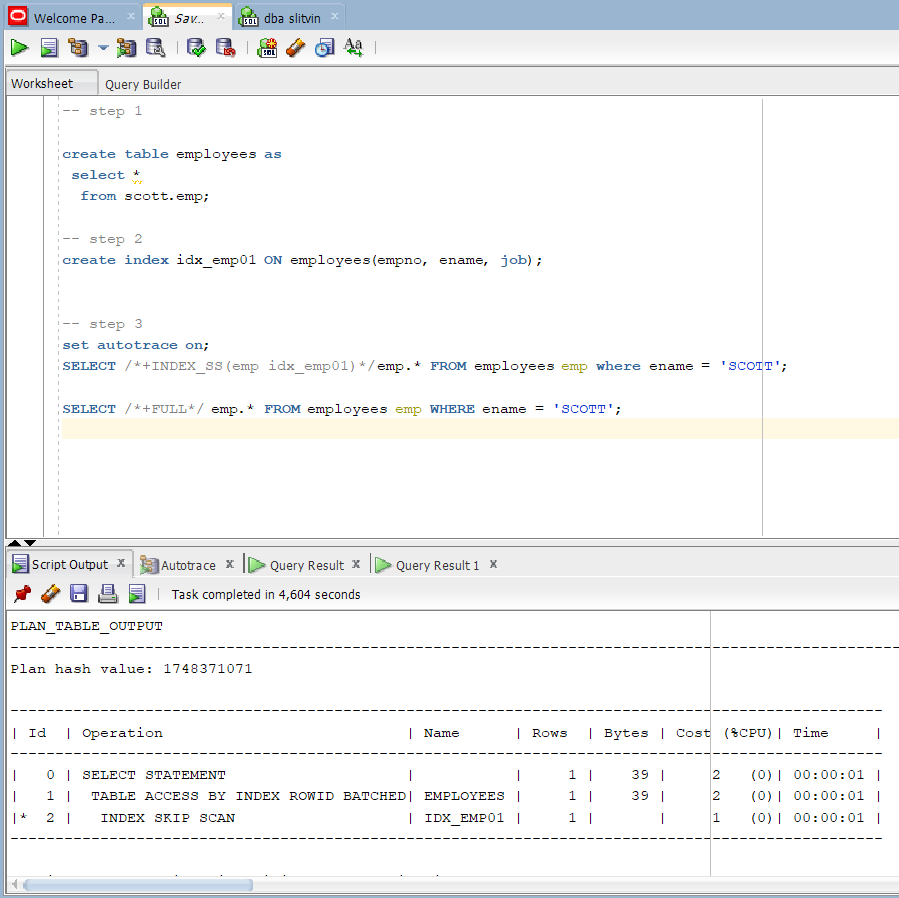 Welcome Pa...
Sav...
dba slitvin
Worksheet
Query Builder
-- step 1
create table employees as
select *
from scott.emp;
-- step 2
create index idx_emp01 ON employees(empno, ename, job);
-- step 3
set autotrace on;
SELECT /*+INDEX_SS(emp idx_emp01)*/emp.* FROM employees emp where ename = 'SCOTT';
SELECT /*+FULL*/ emp.* FROM employees emp WHERE ename = 'SCOTT';
Script Output
Autotrace
Query Result
Query Result 1
Task completed in 4,604 seconds
PLAN_TABLE_OUTPUT
--------------------------------------------------------------------------------
Plan hash value: 1748371071
--------------------------------------------------------------------------------
| Id | Operation | Name | Rows | Bytes | Cost (%CPU)| Time |
--------------------------------------------------------------------------------
| 0 | SELECT STATEMENT | | 1 | 39 | 2 (0)| 00:00:01 |
| 1 | TABLE ACCESS BY INDEX ROWID BATCHED| EMPLOYEES | 1 | 39 | 2 (0)| 00:00:01 |
|* 2 | INDEX SKIP SCAN | IDX_EMP01 | 1 | | 1 (0)| 00:00:01 |
--------------------------------------------------------------------------------